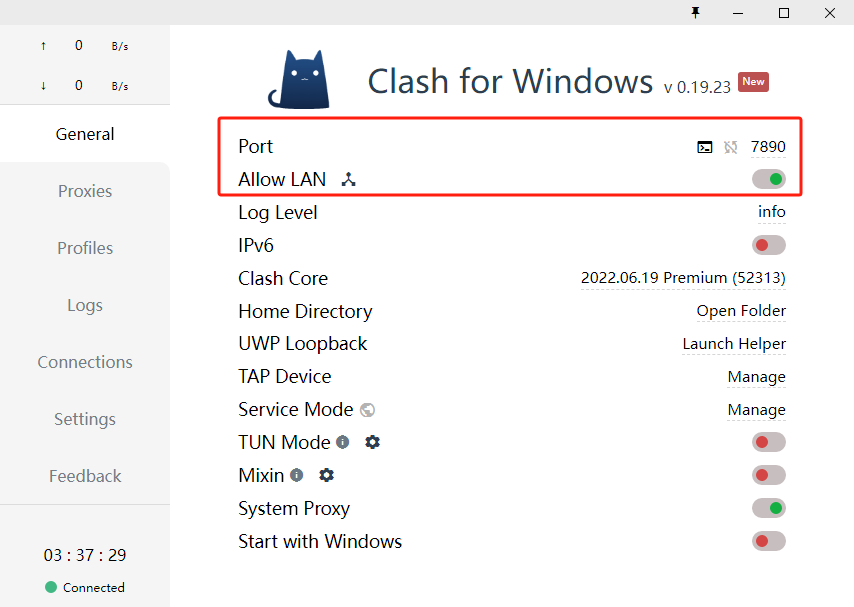 ↑ 0 B/s
↓ 0 B/s
General
Proxies
Profiles
Logs
Connections
Settings
Feedback
03 : 37 : 29
Connected
Clash for Windows v 0.19.23 New
Port 7890
Allow LAN
Log Level info
IPv6
Clash Core 2022.06.19 Premium (52313)
Home Directory Open Folder
UWP Loopback Launch Helper
TAP Device Manage
Service Mode Manage
TUN Mode
Mixin
System Proxy
Start with Windows